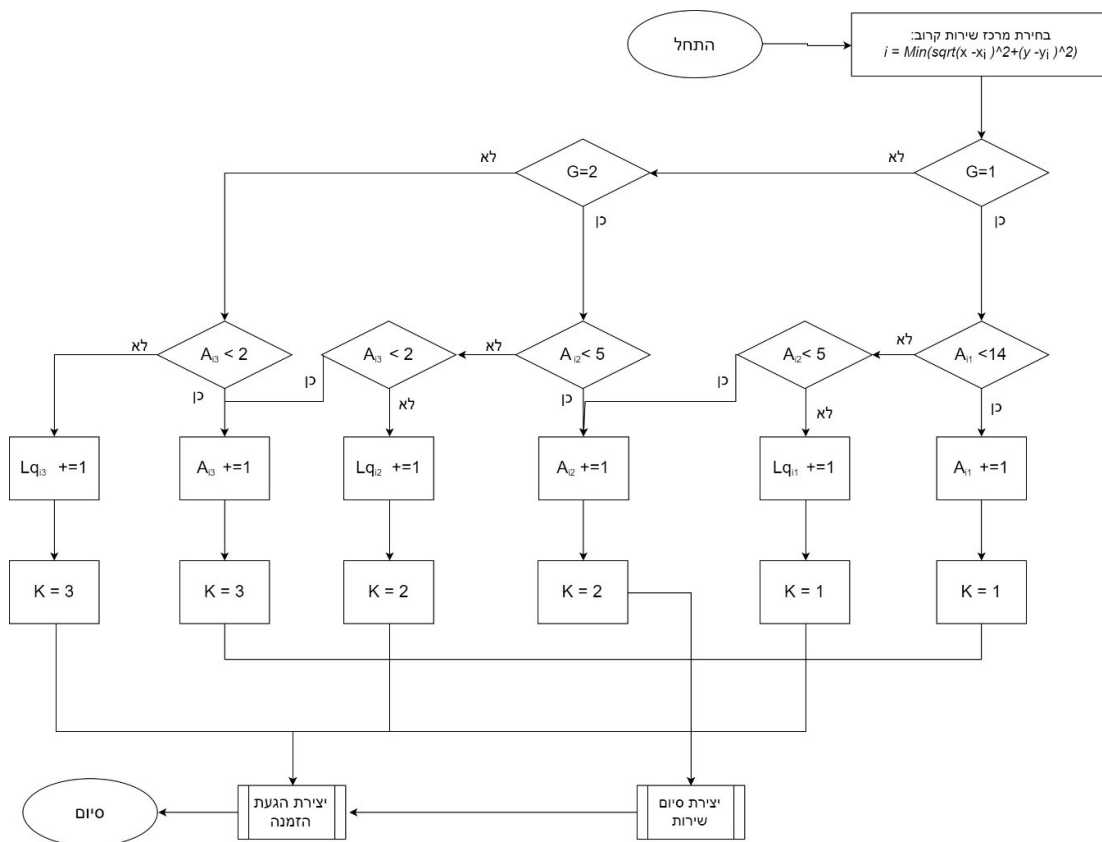 התחל
בחירת מרכז שירות קרוב:
i = Min(sqrt(x -xᵢ )^2+(y -yᵢ )^2)
G=1
לא
כן
G=2
לא
כן
Aᵢ₁ <14
לא
כן
Aᵢ₂< 5
כן
לא
Aᵢ₂ < 5
לא
כן
Aᵢ₃ < 2
כן
לא
Aᵢ₃ < 2
לא
כן
Aᵢ₁ +=1
Lqᵢ₁ +=1
Aᵢ₂ +=1
Lqᵢ₂ +=1
Aᵢ₃ +=1
Lqᵢ₃ +=1
K = 1
K = 1
K = 2
K = 2
K = 3
K = 3
יצירת סיום
שירות
יצירת הגעת
הזמנה
סיום